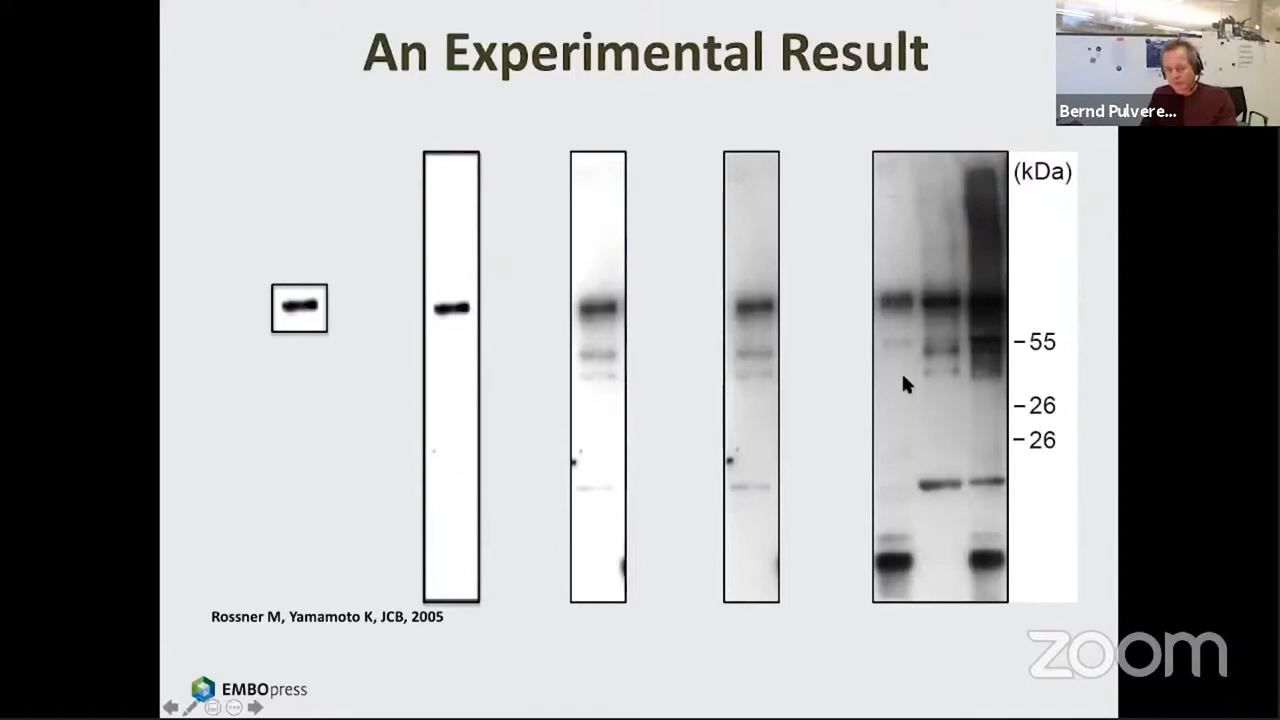 An Experimental Result
Bernd Pulvere...
(kDa)
-55
-26
-26
Rossner M, Yamamoto K, JCB, 2005
EMBOpress
zoom